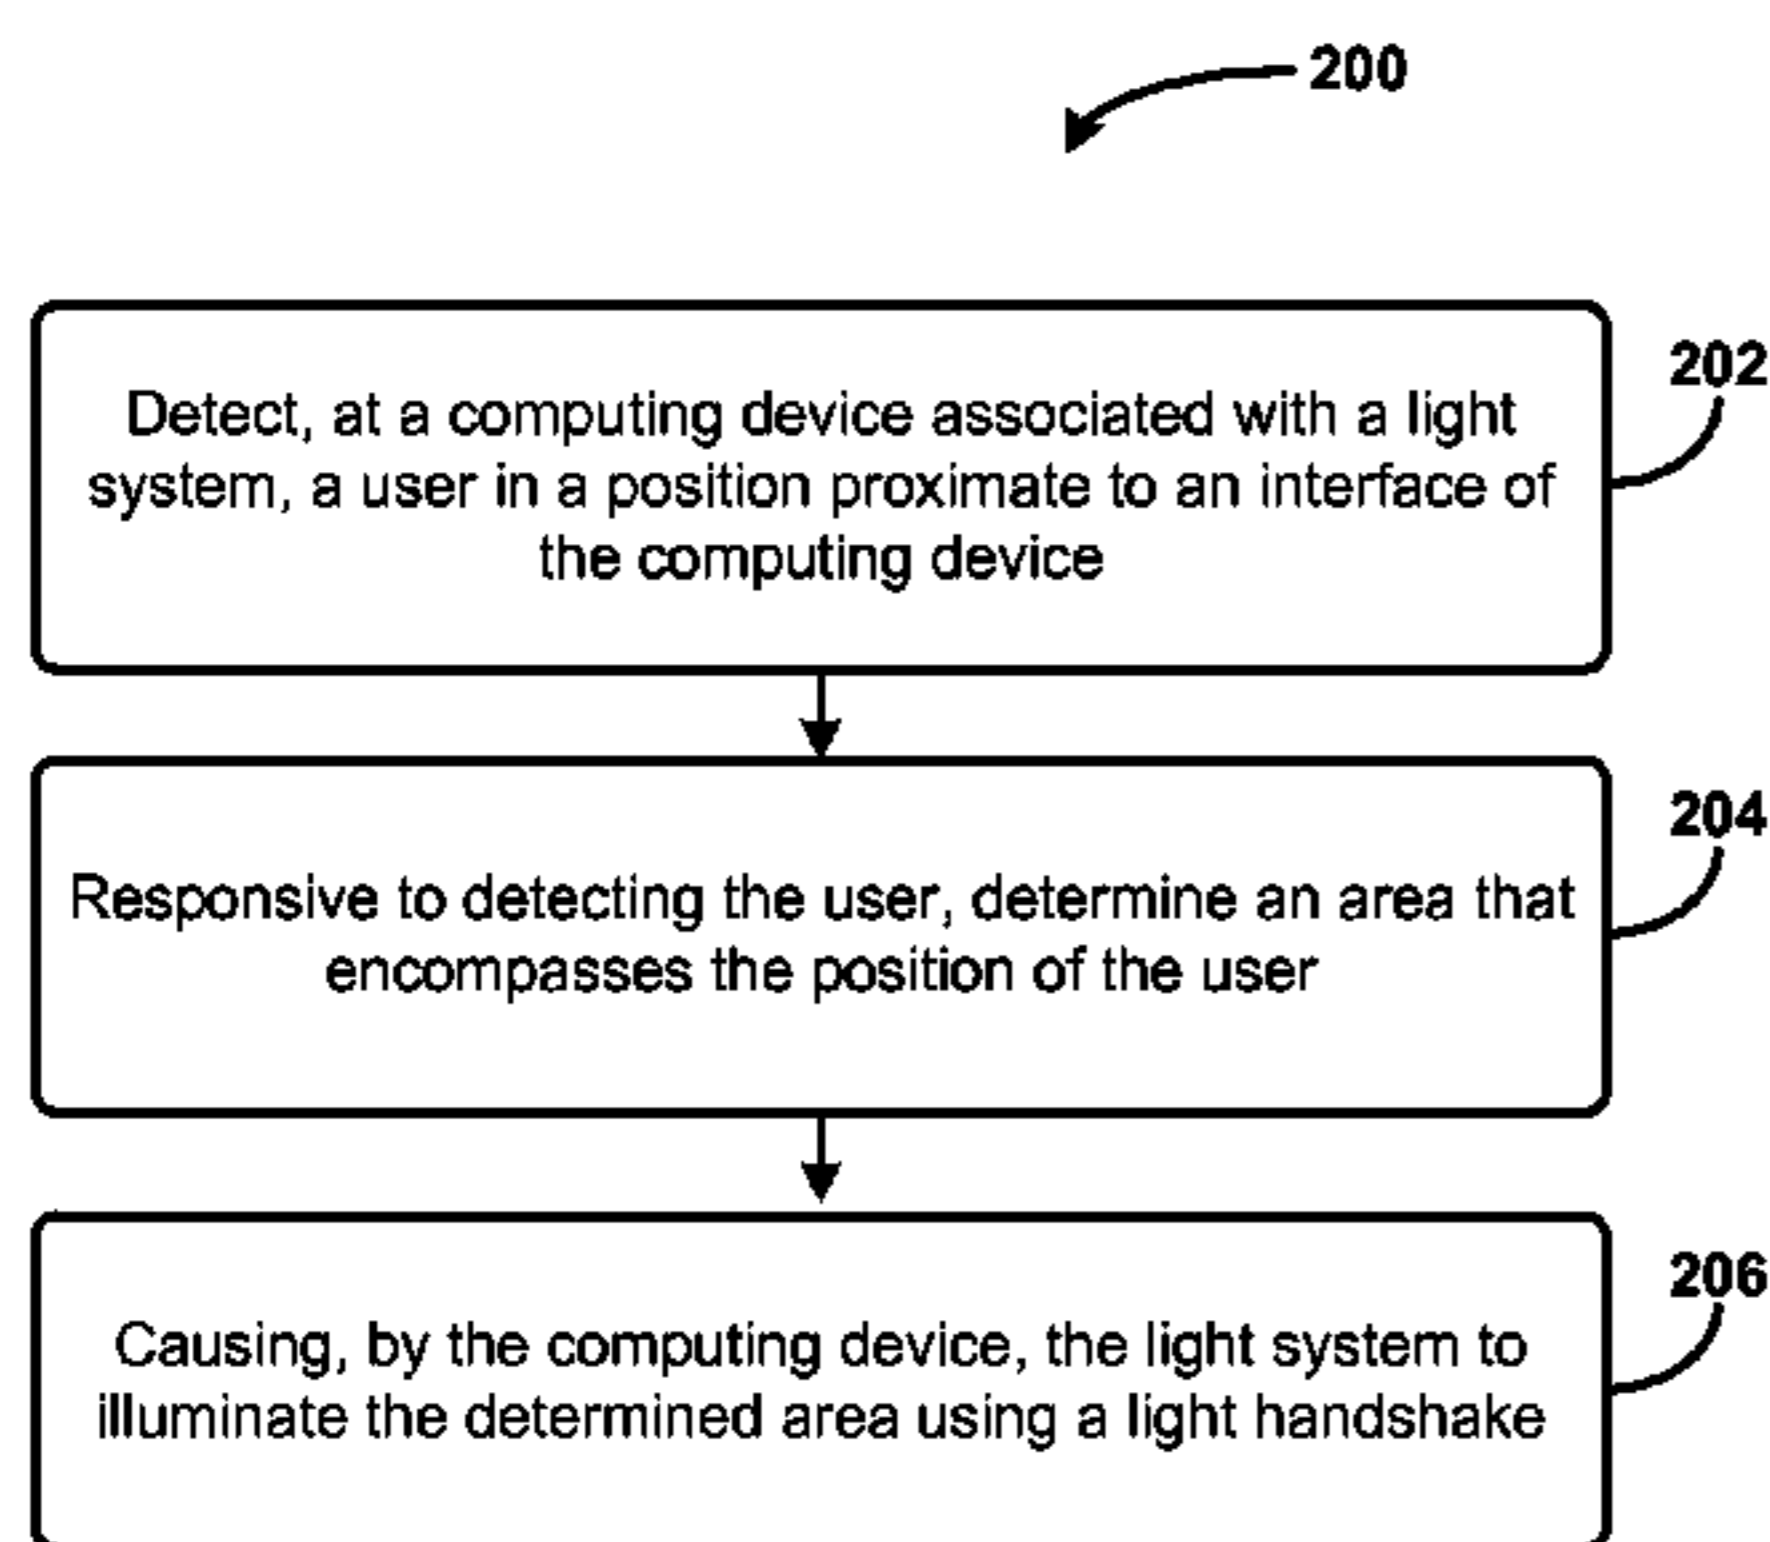 200
202
Detect, at a computing device associated with a light
system, a user in a position proximate to an interface of
the computing device
204
Responsive to detecting the user, determine an area that
encompasses the position of the user
206
Causing, by the computing device, the light system to
illuminate the determined area using a light handshake